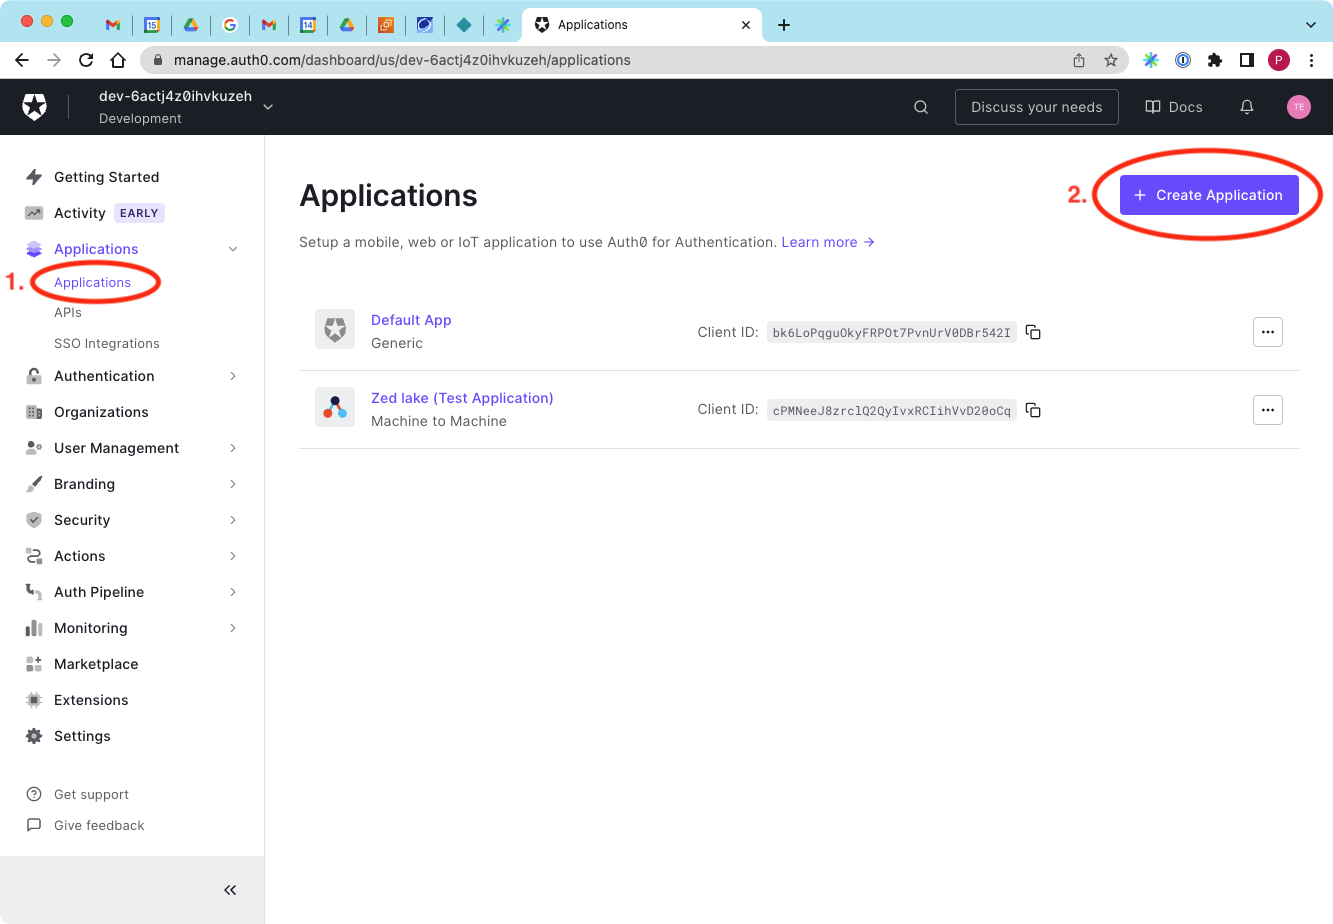 15
14
Applications
manage.auth0.com/dashboard/us/dev-6actj4z0ihvkuzeh/applications
P
dev-6actj4z0ihvkuzeh
Development
Discuss your needs
Docs
TE
Getting Started
Activity EARLY
Applications
1. Applications
APIs
SSO Integrations
Authentication
Organizations
User Management
Branding
Security
Actions
Auth Pipeline
Monitoring
Marketplace
Extensions
Settings
Get support
Give feedback
Applications
2. + Create Application
Setup a mobile, web or IoT application to use Auth0 for Authentication. Learn more →
Default App
Generic
Client ID: bk6LoPqguOkyFRPOt7PvnUrV0DBr542I
Zed lake (Test Application)
Machine to Machine
Client ID: cPMNeeJ8zrclQ2QyIvxRCIihVvD20oCq